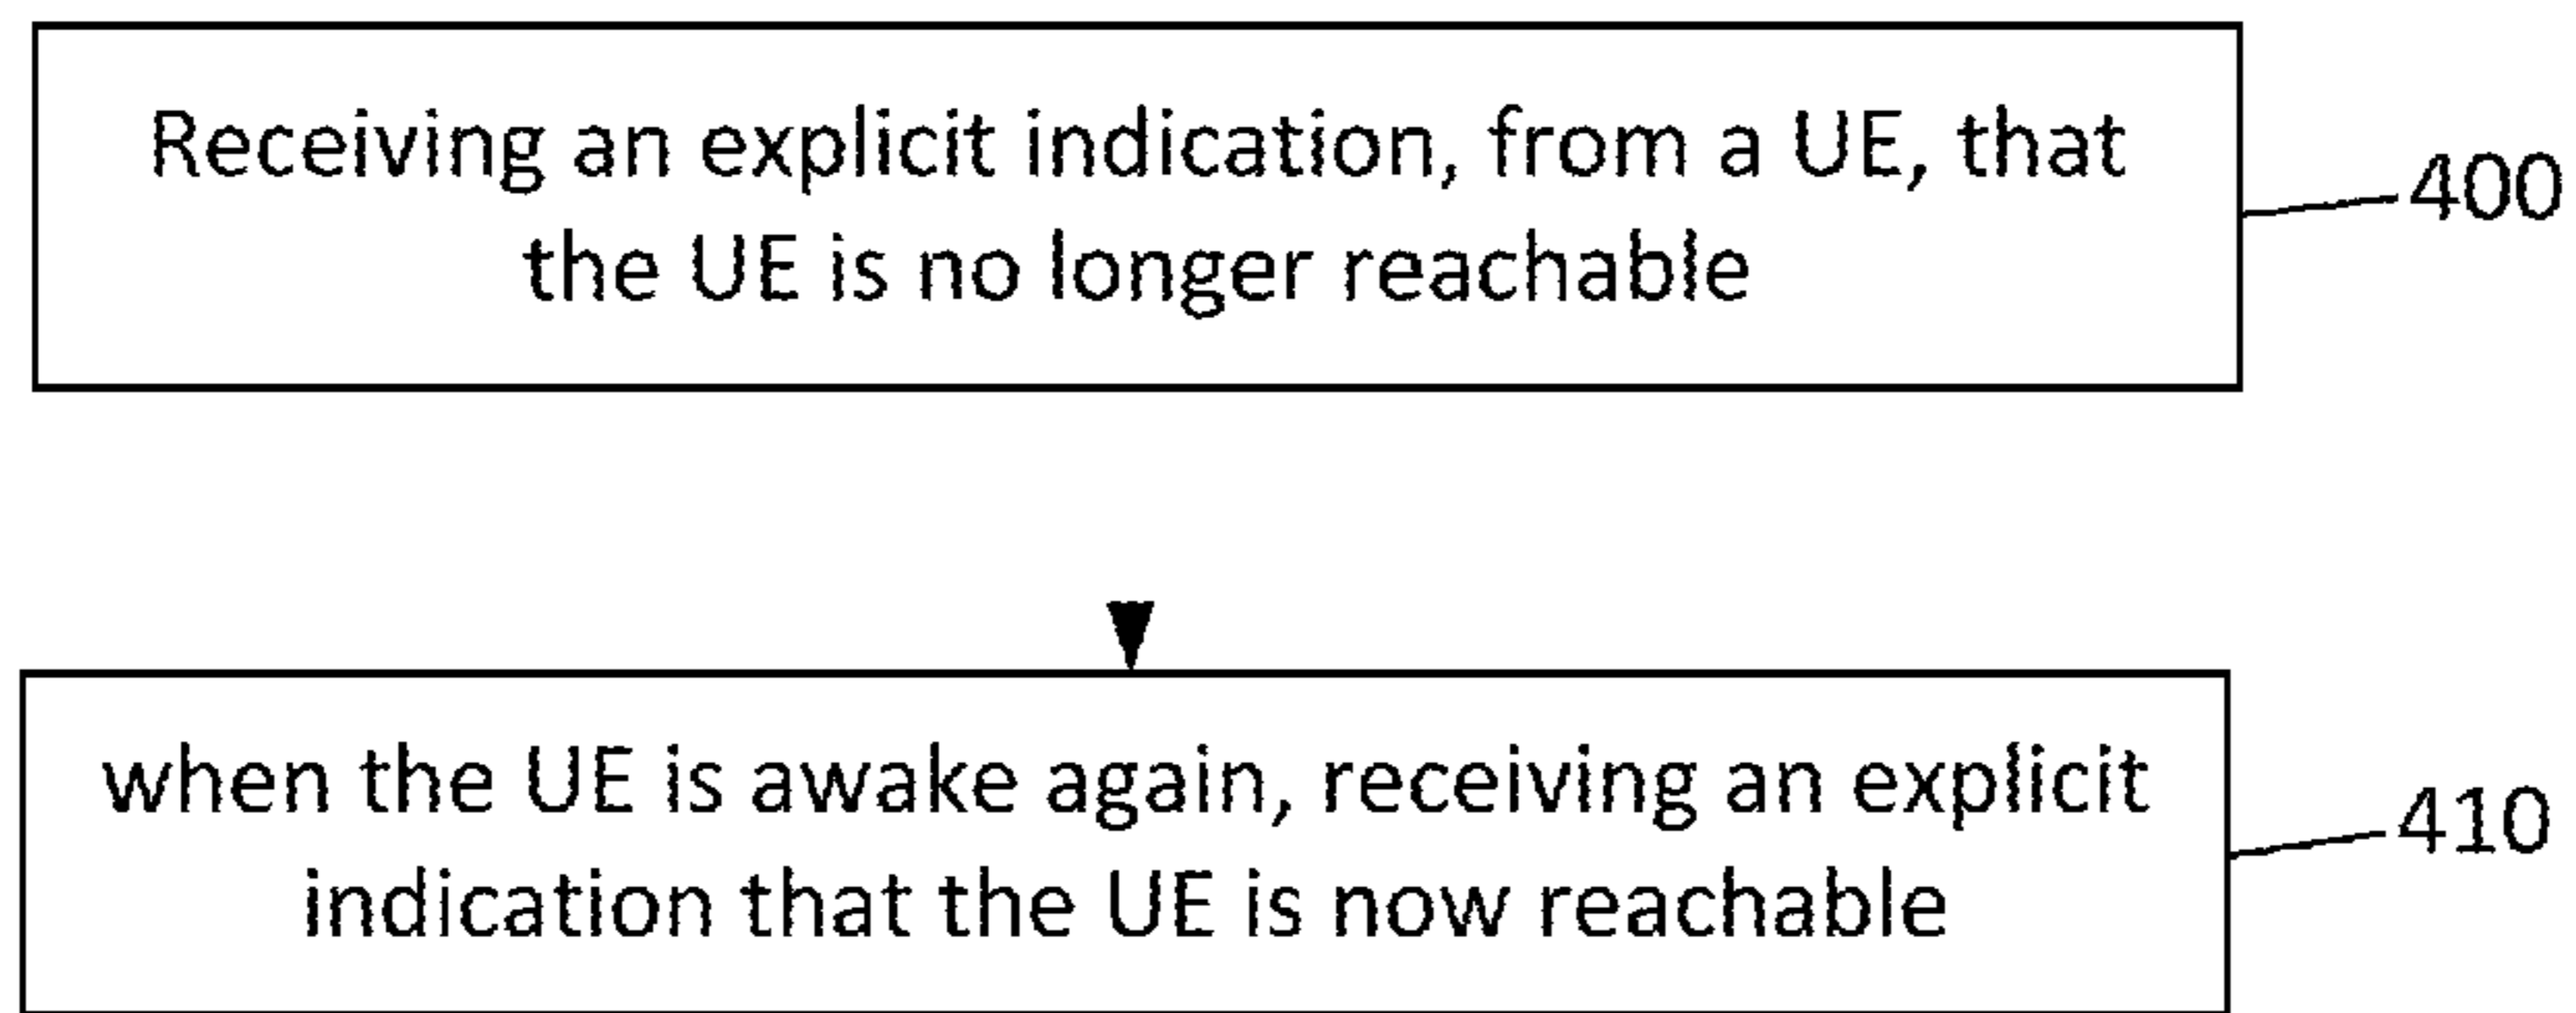 Receiving an explicit indication, from a UE, that
the UE is no longer reachable
400
when the UE is awake again, receiving an explicit
indication that the UE is now reachable
410